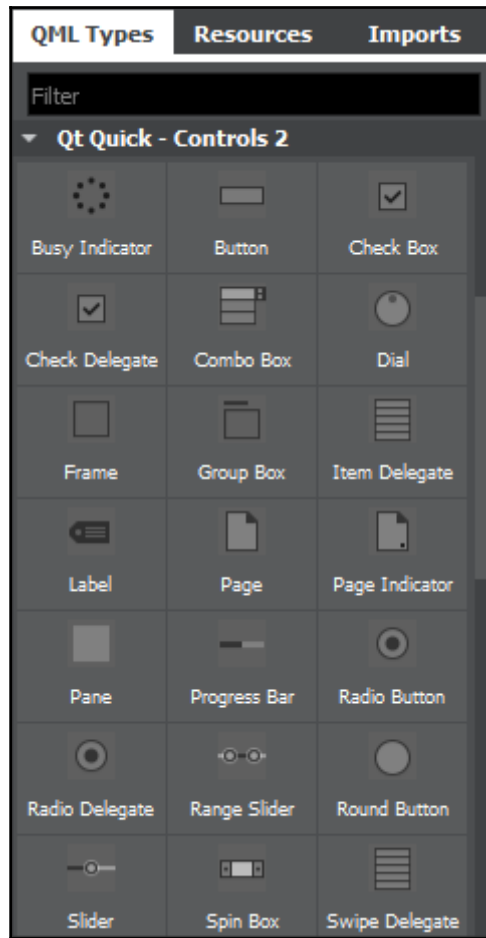 QML Types Resources Imports
Filter
Qt Quick - Controls 2
Busy Indicator Button Check Box
Check Delegate Combo Box Dial
Frame Group Box Item Delegate
Label Page Page Indicator
Pane Progress Bar Radio Button
Radio Delegate Range Slider Round Button
Slider Spin Box Swipe Delegate